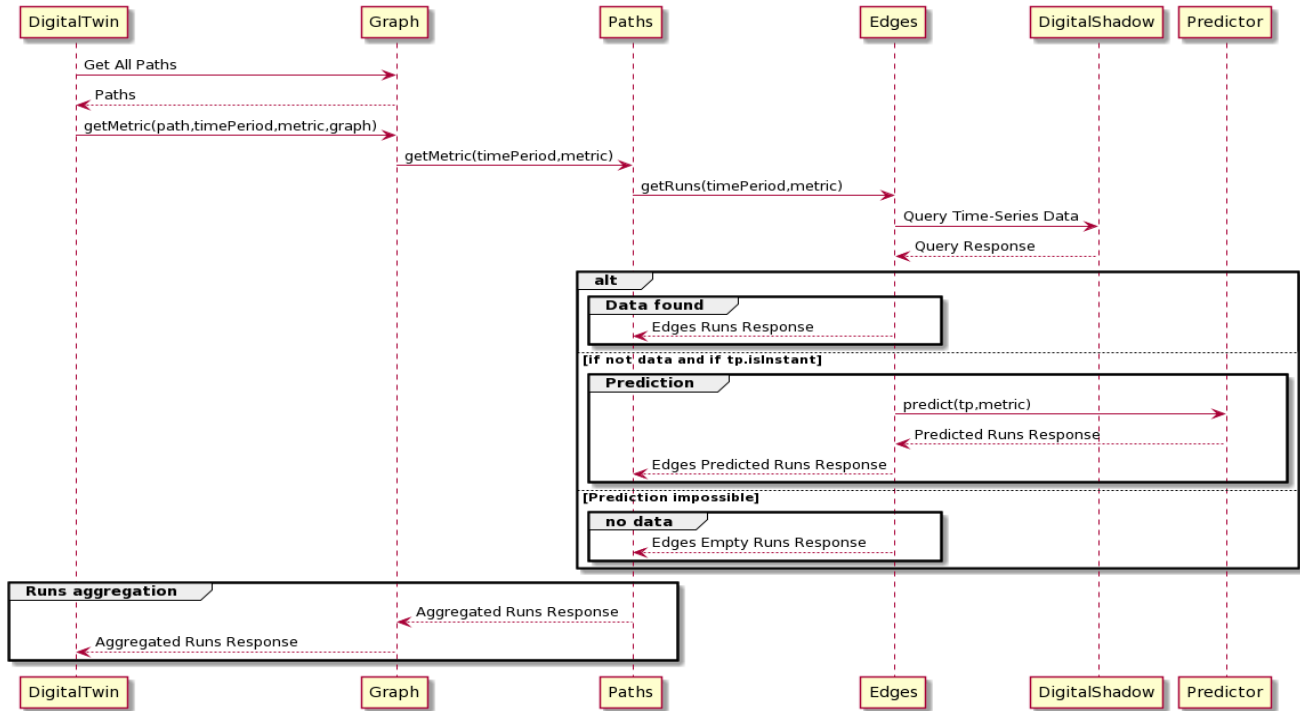 DigitalTwin Graph Paths Edges DigitalShadow Predictor
Get All Paths
Paths
getMetric(path,timePeriod,metric,graph)
getMetric(timePeriod,metric)
getRuns(timePeriod,metric)
Query Time-Series Data
Query Response
alt
Data found
Edges Runs Response
[if not data and if tp.isInstant]
Prediction
predict(tp,metric)
Predicted Runs Response
Edges Predicted Runs Response
[Prediction impossible]
no data
Edges Empty Runs Response
Runs aggregation
Aggregated Runs Response
Aggregated Runs Response
DigitalTwin Graph Paths Edges DigitalShadow Predictor